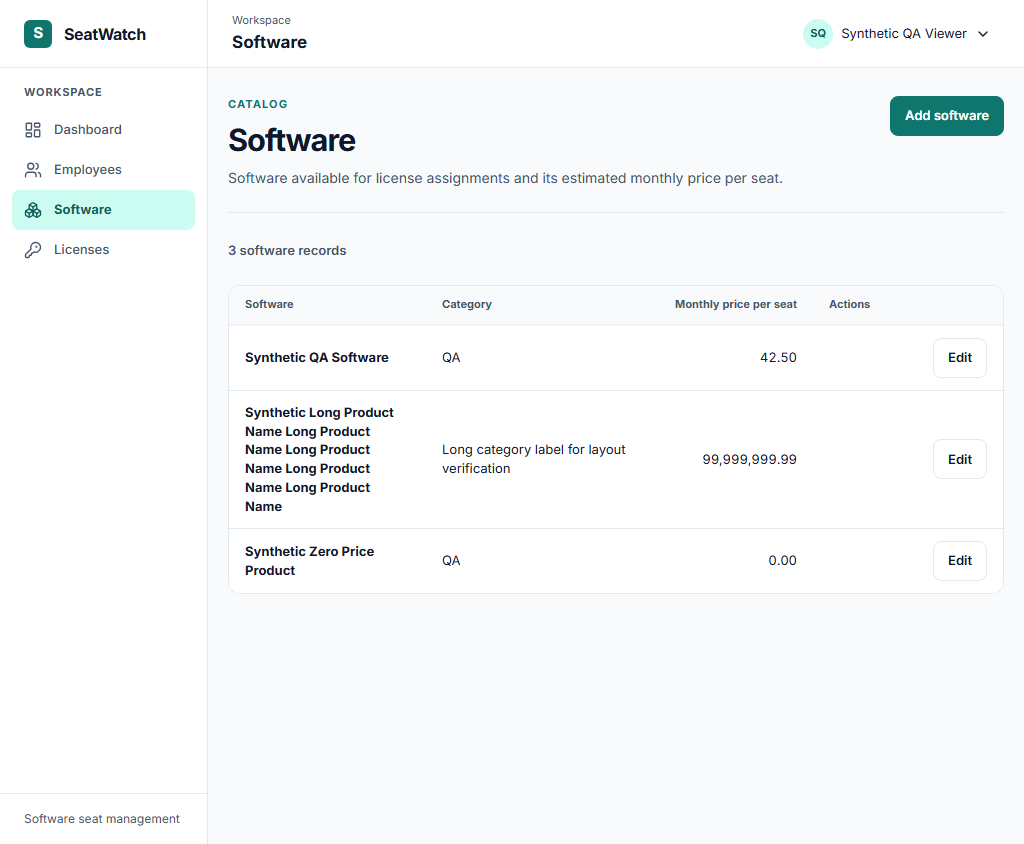 S SeatWatch
Workspace
Software
SQ Synthetic QA Viewer
WORKSPACE
Dashboard
Employees
Software
Licenses
Software seat management
CATALOG
Software
Software available for license assignments and its estimated monthly price per seat.
Add software
3 software records
Software Category Monthly price per seat Actions
Synthetic QA Software QA 42.50 Edit
Synthetic Long Product
Name Long Product
Name Long Product
Name Long Product
Name Long Product
Name
Long category label for layout
verification
99,999,999.99 Edit
Synthetic Zero Price
Product
QA 0.00 Edit